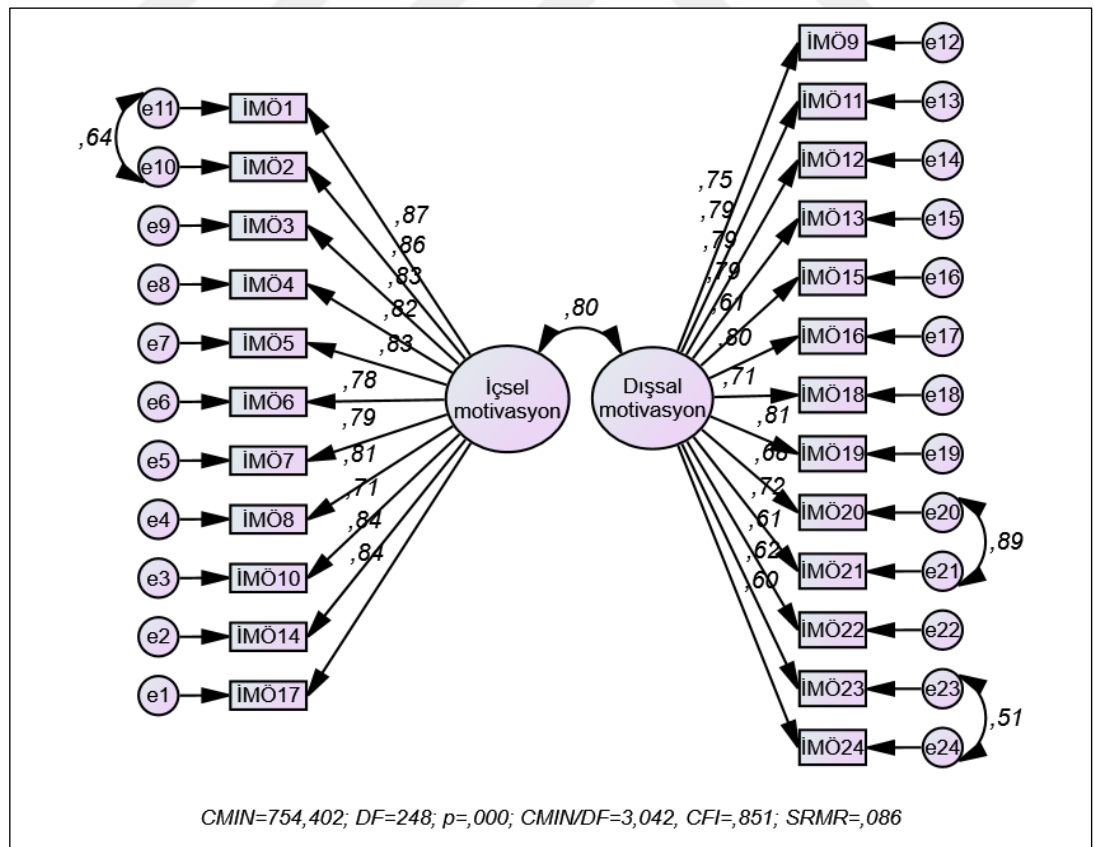 e11 İMÖ1
,64
e10 İMÖ2
e9 İMÖ3
e8 İMÖ4
e7 İMÖ5
e6 İMÖ6
e5 İMÖ7
e4 İMÖ8
e3 İMÖ10
e2 İMÖ14
e1 İMÖ17
,87
,86
,83
,82
,83
,78
,79
,81
,71
,84
,84
İçsel
motivasyon
,80
Dışsal
motivasyon
,75
,79
,79
,79
,61
,80
,71
,81
,68
,72
,61
,62
,60
İMÖ9 e12
İMÖ11 e13
İMÖ12 e14
İMÖ13 e15
İMÖ15 e16
İMÖ16 e17
İMÖ18 e18
İMÖ19 e19
İMÖ20 e20
,89
İMÖ21 e21
İMÖ22 e22
İMÖ23 e23
,51
İMÖ24 e24
CMIN=754,402; DF=248; p=,000; CMIN/DF=3,042, CFI=,851; SRMR=,086